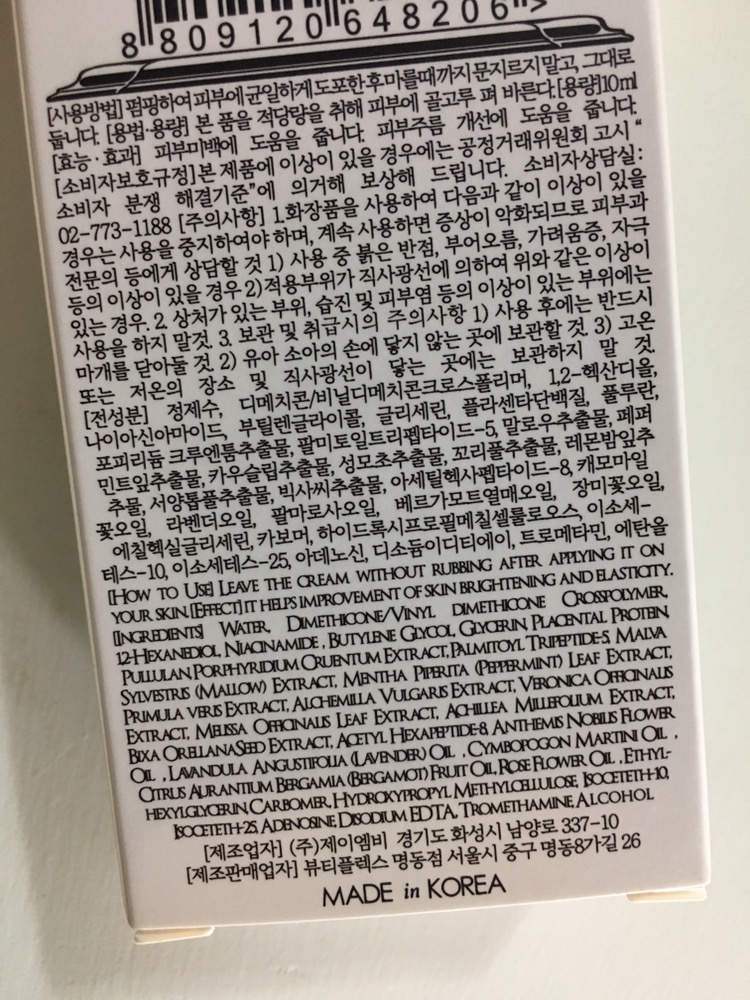 8 809120 648206 >
[사용방법] 펌핑하여 피부에 균일하게 도포한 후 마를때까지 문지르지 말고, 그대로
둡니다. [용법·용량] 본 품을 적당량을 취해 피부에 골고루 펴 바른다.[용량]10ml
[효능·효과] 피부미백에 도움을 줍니다. 피부주름 개선에 도움을 줍니다.
[소비자보호규정]본 제품에 이상이 있을 경우에는 공정거래위원회 고시 “
소비자 분쟁 해결기준”에 의거해 보상해 드립니다. 소비자상담실:
02-773-1188 [주의사항] 1.화장품을 사용하여 다음과 같이 이상이 있을
경우는 사용을 중지하여야 하며, 계속 사용하면 증상이 악화되므로 피부과
전문의 등에게 상담할 것 1) 사용 중 붉은 반점, 부어오름, 가려움증, 자극
등의 이상이 있을 경우 2)적용부위가 직사광선에 의하여 위와 같은 이상이
있는 경우. 2. 상처가 있는 부위, 습진 및 피부염 등의 이상이 있는 부위에는
사용을 하지 말것. 3. 보관 및 취급시의 주의사항 1) 사용 후에는 반드시
마개를 닫아둘 것. 2) 유아 소아의 손에 닿지 않는 곳에 보관할 것. 3) 고온
또는 저온의 장소 및 직사광선이 닿는 곳에는 보관하지 말 것.
[전성분] 정제수, 디메치콘/비닐디메치콘크로스폴리머, 1,2-헥산디올,
나이아신아마이드, 부틸렌글라이콜, 글리세린, 플라센타단백질, 풀루란,
포피리듐 크루엔툼추출물, 팔미토일트리펩타이드-5, 말로우추출물, 페퍼
민트잎추출물, 카우슬립추출물, 성모초추출물, 꼬리풀추출물, 레몬밤잎추
추물, 서양톱풀추출물, 빅사씨추출물, 아세틸헥사펩타이드-8, 캐모마일
꽃오일, 라벤더오일, 팔마로사오일, 베르가모트열매오일, 장미꽃오일,
에칠헥실글리세린, 카보머, 하이드록시프로필메칠셀룰로오스, 이소세-
테스-10, 이소세테스-25, 아데노신, 디소듐이디티에이, 트로메타민, 에탄올
[How to Use] Leave the cream without rubbing after applying it on
your skin.[Effect] It helps improvement of skin brightening and elasticity.
[Ingredients] Water, Dimethicone/Vinyl dimethicone Crosspolymer,
1,2-Hexanediol, Niacinamide , Butylene Glycol, Glycerin, Placental Protein,
Pullulan,Porphyridium Cruentum Extract,Palmitoyl Tripeptide-5, Malva
Sylvestris (Mallow) Extract, Mentha Piperita (Peppermint) Leaf Extract,
Primula veris Extract, Alchemilla Vulgaris Extract, Veronica Officinalis
Extract, Melissa Officinalis Leaf Extract, Achillea Millefolium Extract,
Bixa OrellanaSeed Extract, Acetyl Hexapeptide-8, Anthemis Nobilis Flower
Oil , Lavandula Angustifolia (Lavender) Oil , Cymbopogon Martini Oil ,
Citrus Aurantium Bergamia (Bergamot) Fruit Oil, Rose Flower Oil , Ethyl-
hexylglycerin, Carbomer, Hydroxypropyl Methylcellulose, Isoceteth-10,
Isoceteth-25, Adenosine, Disodium EDTA, Tromethamine, Alcohol
[제조업자] (주)제이엠비 경기도 화성시 남양로 337-10
[제조판매업자] 뷰티플렉스 명동점 서울시 중구 명동8가길 26
MADE in KOREA